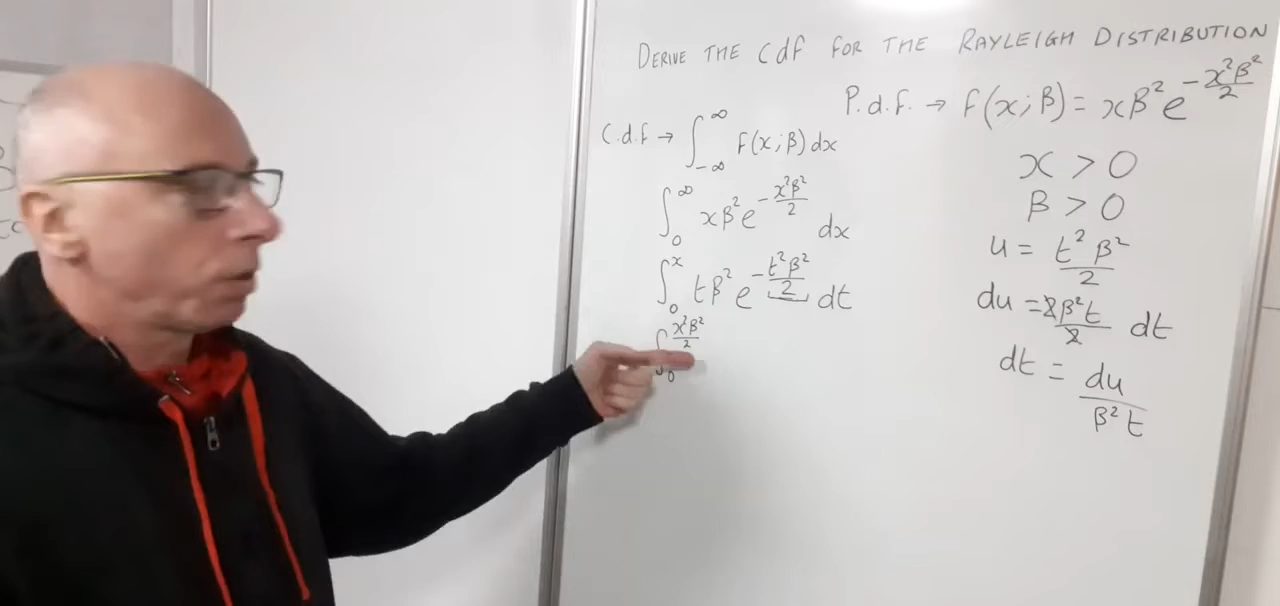 DERIVE THE cdf FOR THE RAYLEIGH DISTRIBUTION
P.d.f. → f(x;β) = xβ²e^{-x²β²/2}
C.d.f → ∫_{-∞}^{∞} f(x;β) dx
x > 0
∫_0^∞ xβ²e^{-x²β²/2} dx
β > 0
u = t²β²/2
∫_0^x tβ²e^{-t²β²/2} dt
du = 2β²t/2 dt
∫_0^{x²β²/2}
dt = du/β²t